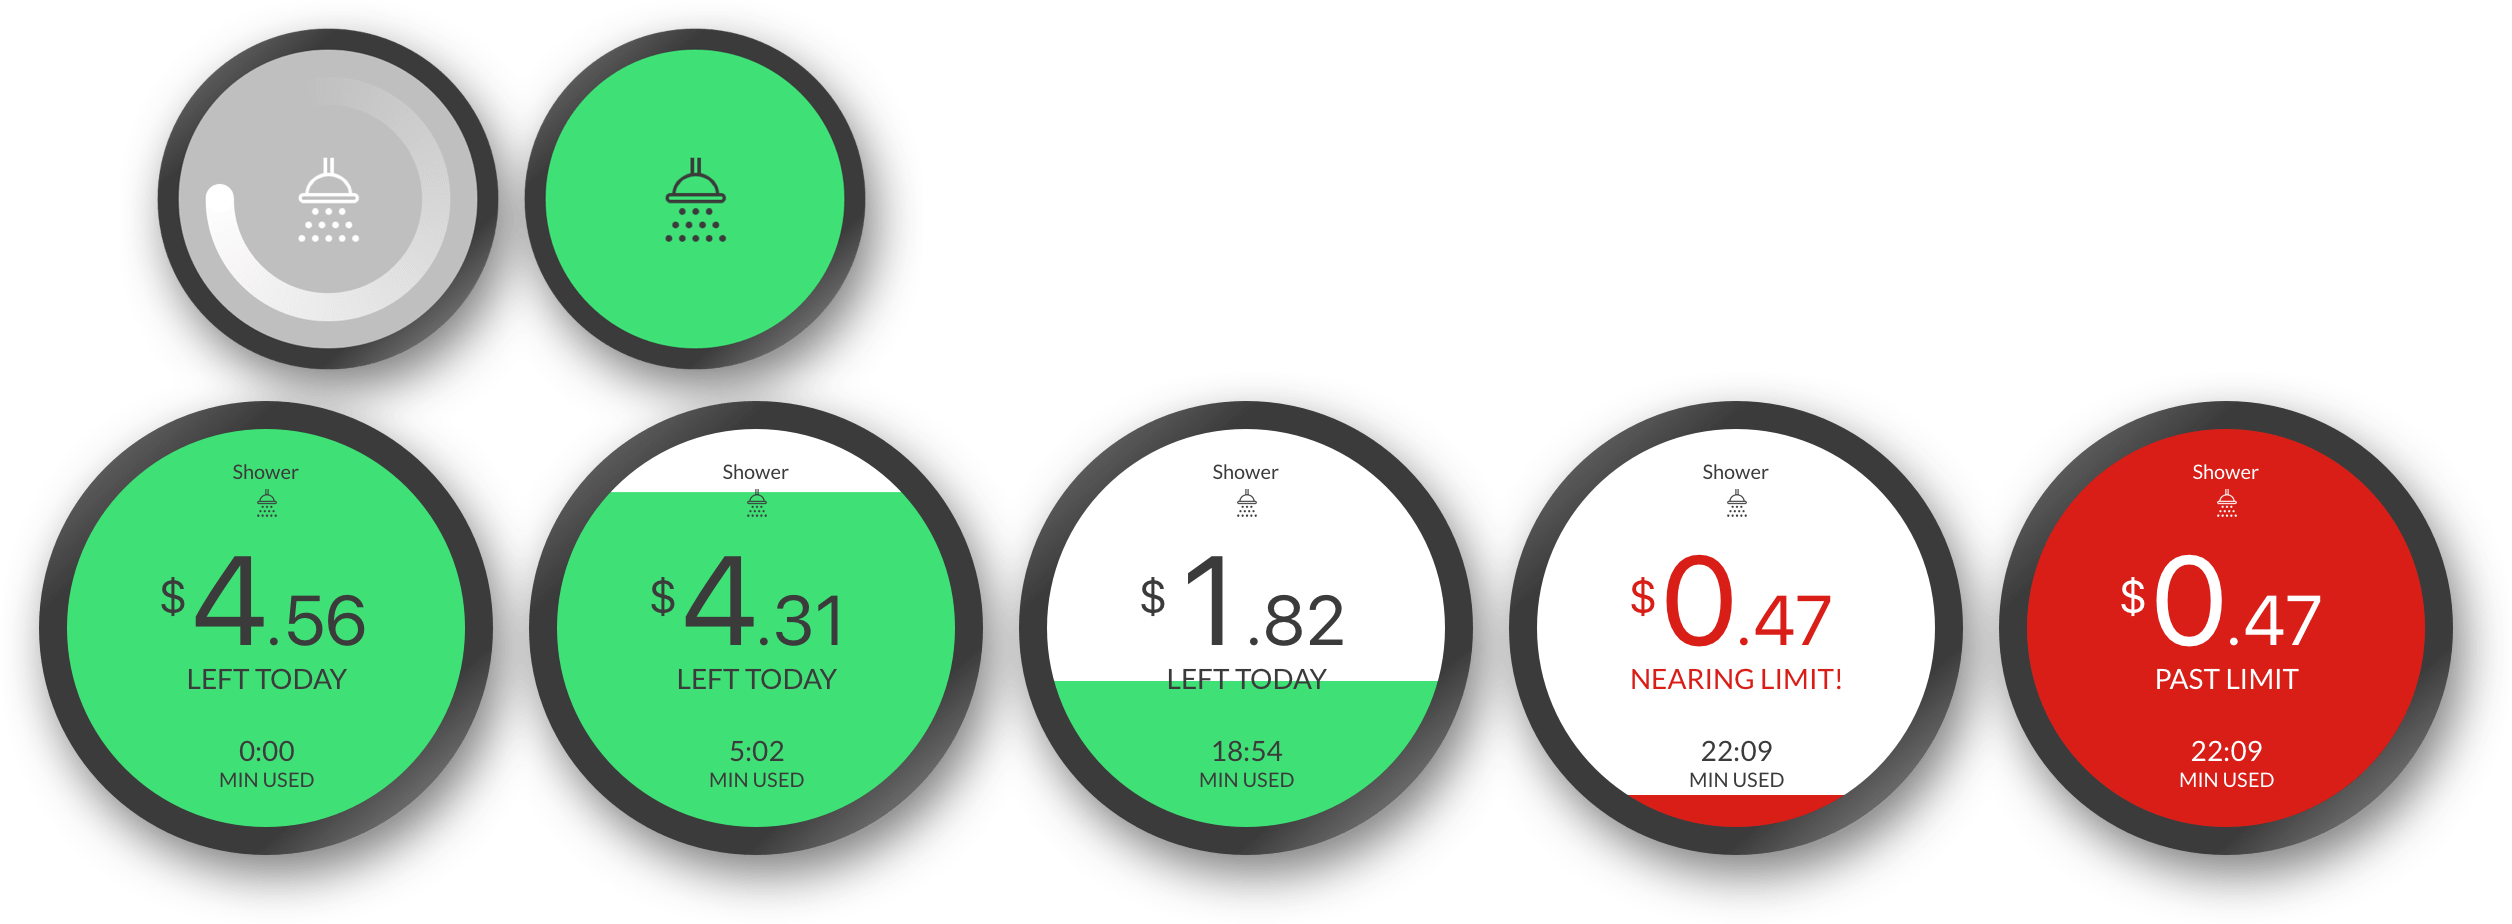 Shower
$4.56
LEFT TODAY
0:00
MIN USED
Shower
$4.31
LEFT TODAY
5:02
MIN USED
Shower
$1.82
LEFT TODAY
18:54
MIN USED
Shower
$0.47
NEARING LIMIT!
22:09
MIN USED
Shower
$0.47
PAST LIMIT
22:09
MIN USED